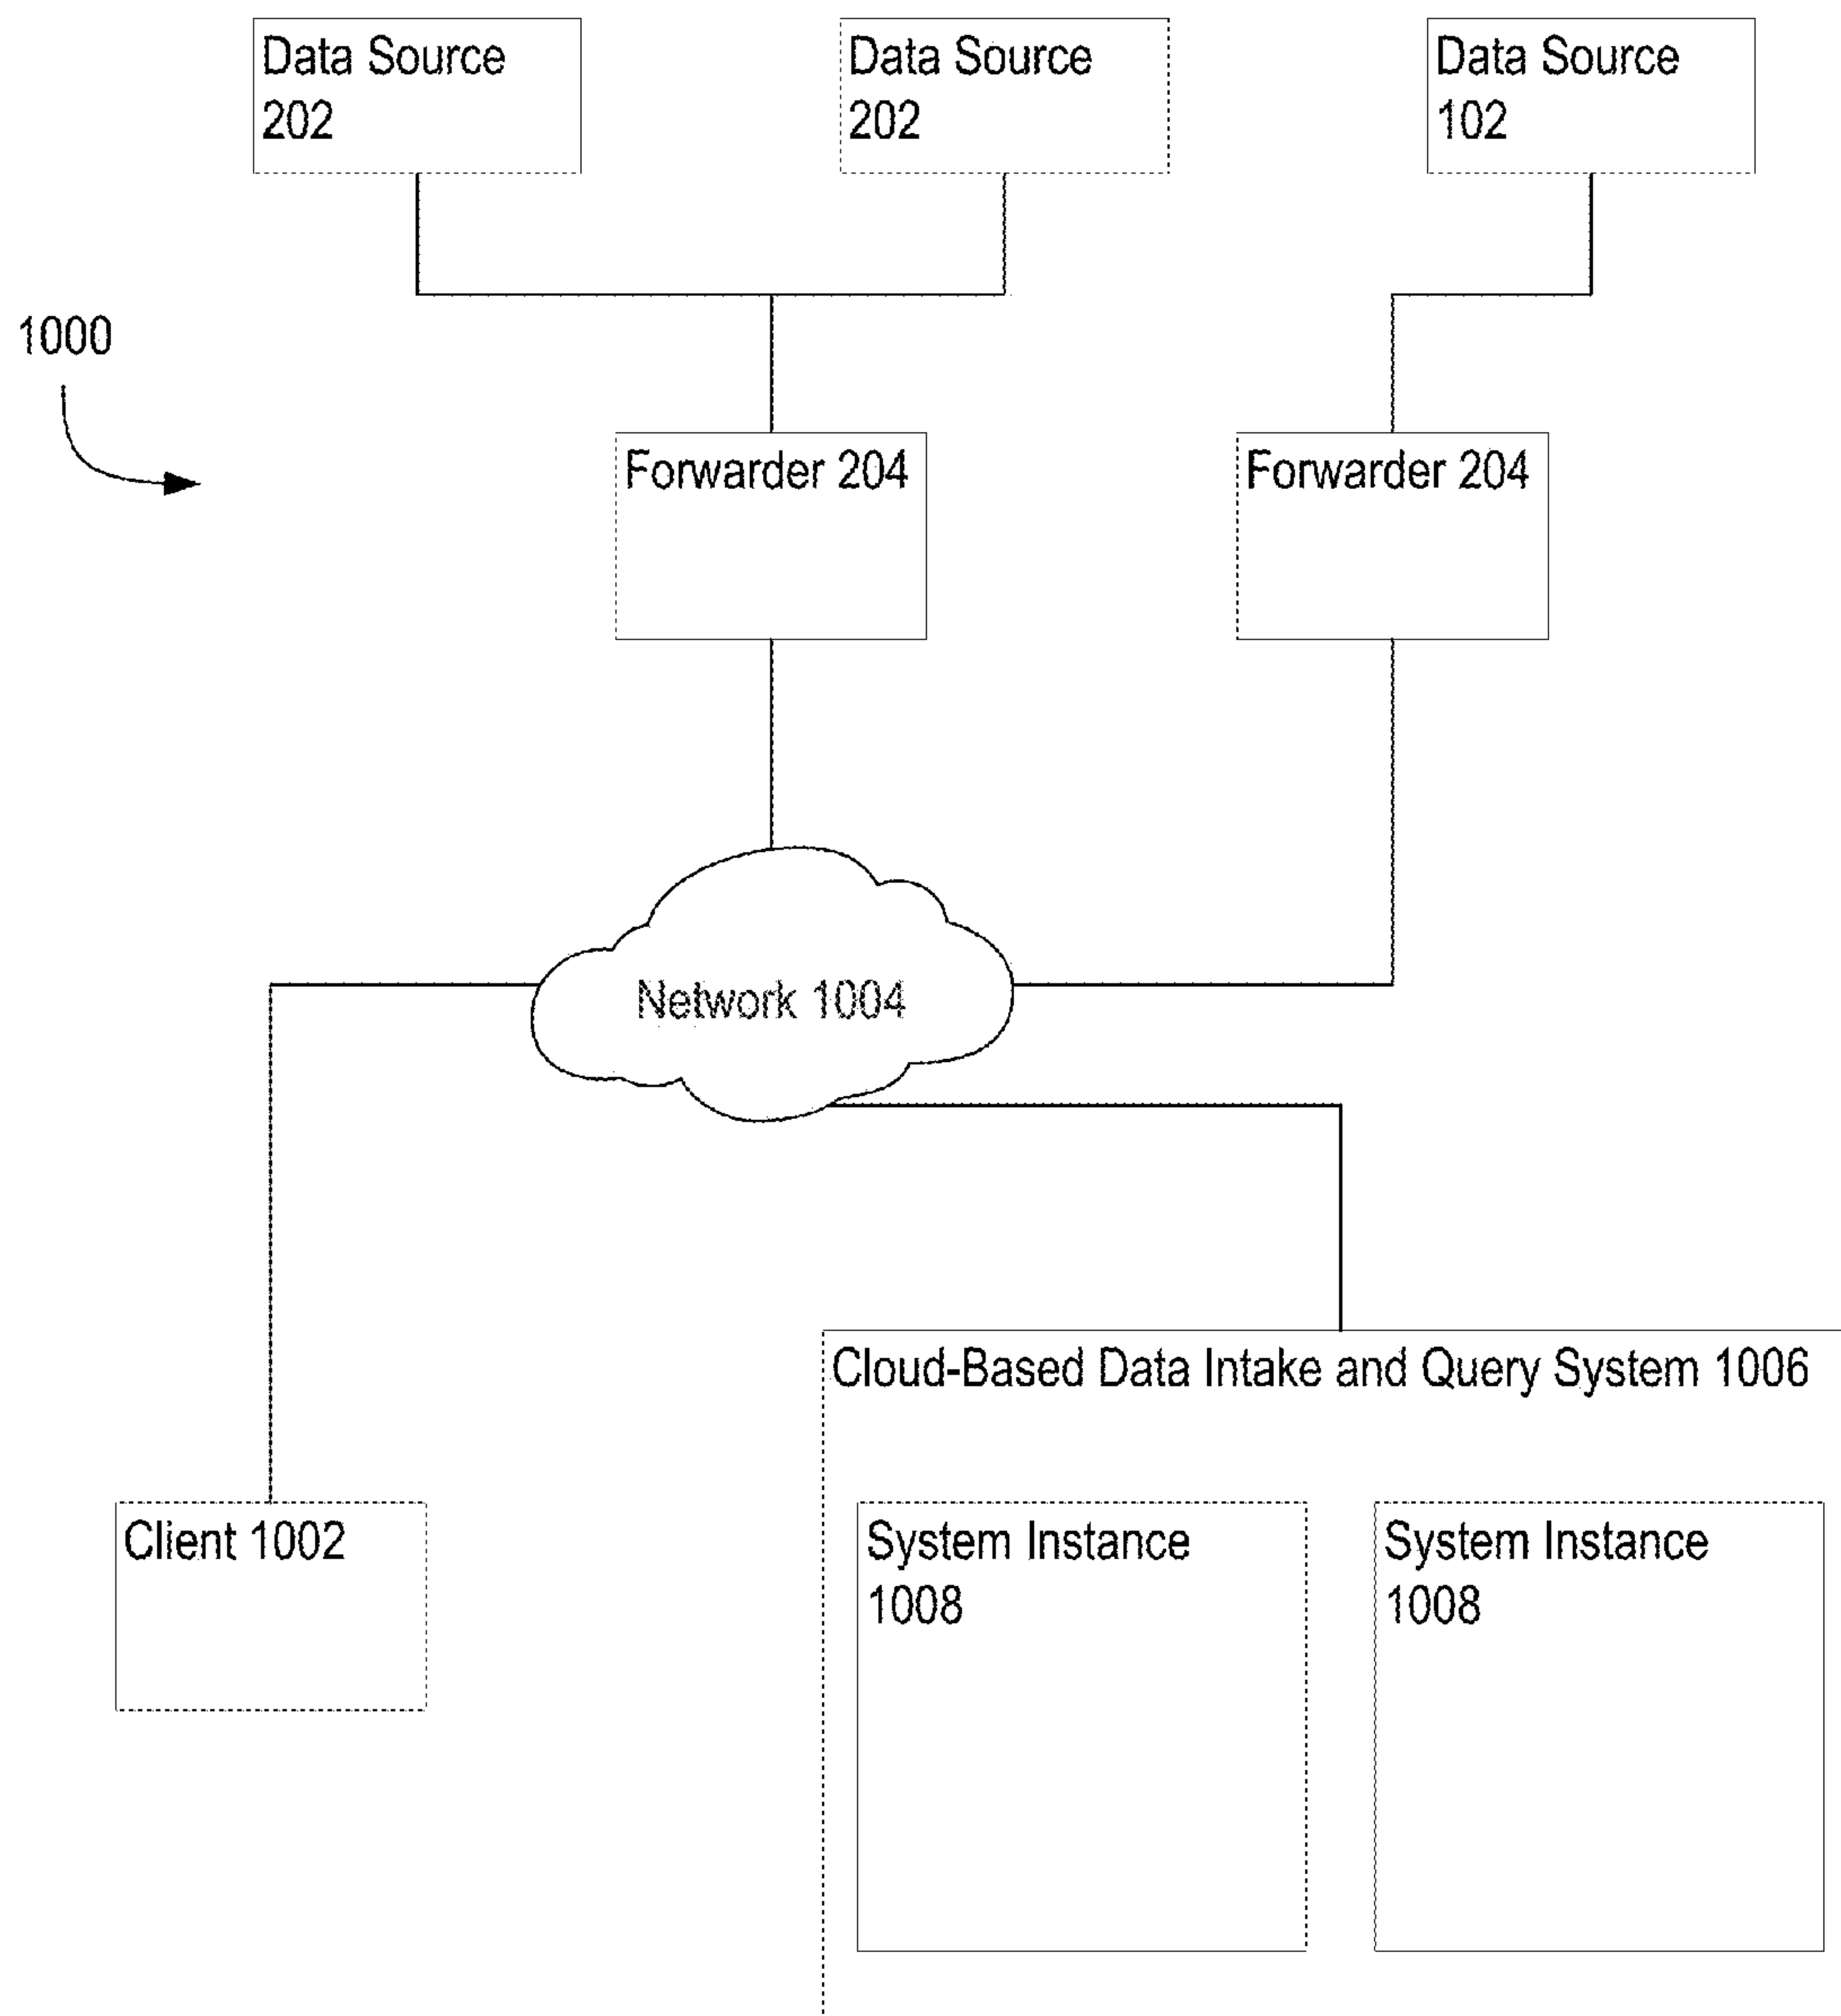 Data Source
202
Data Source
202
Data Source
102
1000
Forwarder 204
Forwarder 204
Network 1004
Cloud-Based Data Intake and Query System 1006
Client 1002
System Instance
1008
System Instance
1008